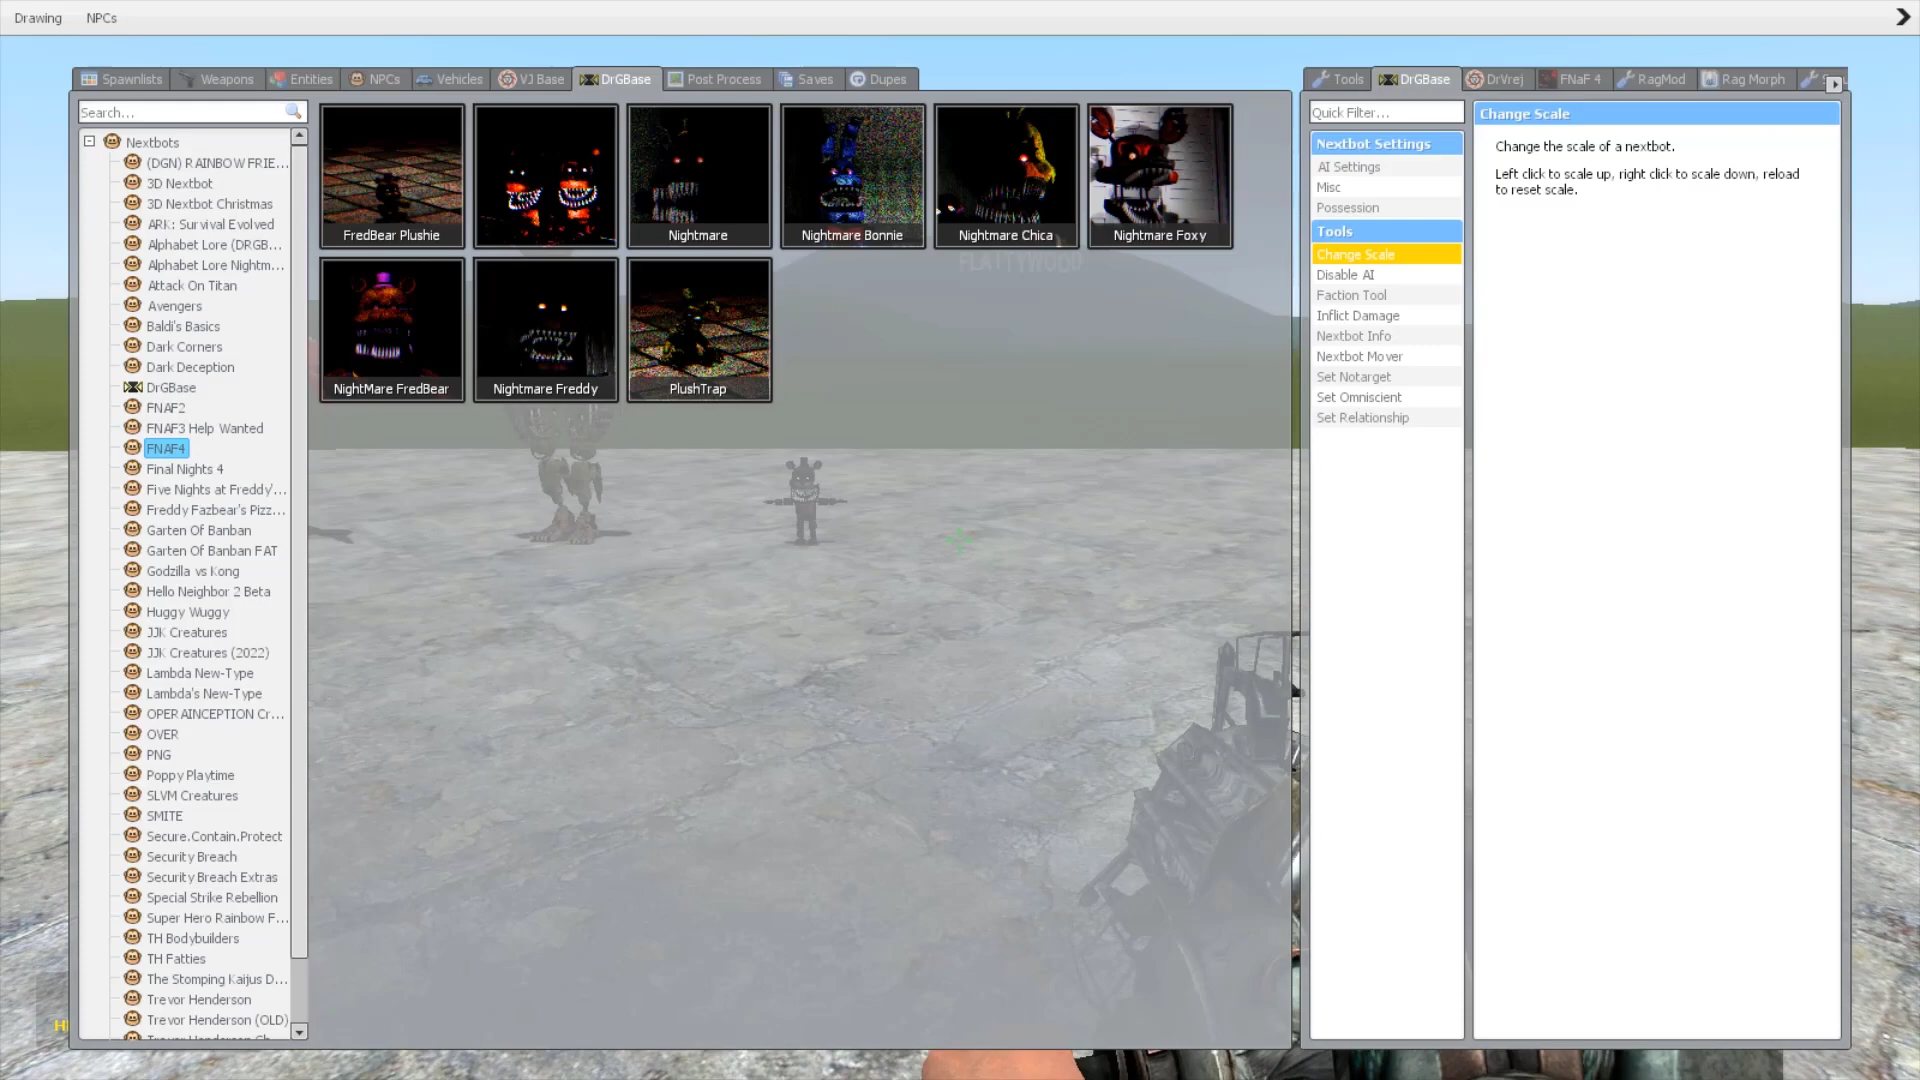 Drawing NPCs
Spawnlists Weapons Entities NPCs Vehicles VJ Base DrGBase Post Process Saves Dupes
Search...
Nextbots
(DGN) RAINBOW FRIE...
3D Nextbot
3D Nextbot Christmas
ARK: Survival Evolved
Alphabet Lore (DRGB...
Alphabet Lore Nightm...
Attack On Titan
Avengers
Baldi's Basics
Dark Corners
Dark Deception
DrGBase
FNAF2
FNAF3 Help Wanted
FNAF4
Final Nights 4
Five Nights at Freddy'...
Freddy Fazbear's Pizz...
Garten Of Banban
Garten Of Banban FAT
Godzilla vs Kong
Hello Neighbor 2 Beta
Huggy Wuggy
JJK Creatures
JJK Creatures (2022)
Lambda New-Type
Lambda's New-Type
OPERAINCEPTION Cr...
OVER
PNG
Poppy Playtime
SLVM Creatures
SMITE
Secure.Contain.Protect
Security Breach
Security Breach Extras
Special Strike Rebellion
Super Hero Rainbow F...
TH Bodybuilders
TH Fatties
The Stomping Kaijus D...
Trevor Henderson
Trevor Henderson (OLD)
FredBear Plushie
Nightmare
Nightmare Bonnie
Nightmare Chica
Nightmare Foxy
NightMare FredBear
Nightmare Freddy
PlushTrap
FLATTYWOOD
Tools DrGBase DrVrej FNaF 4 RagMod Rag Morph
Quick Filter...
Nextbot Settings
AI Settings
Misc
Possession
Tools
Change Scale
Disable AI
Faction Tool
Inflict Damage
Nextbot Info
Nextbot Mover
Set Notarget
Set Omniscient
Set Relationship
Change Scale
Change the scale of a nextbot.
Left click to scale up, right click to scale down, reload
to reset scale.